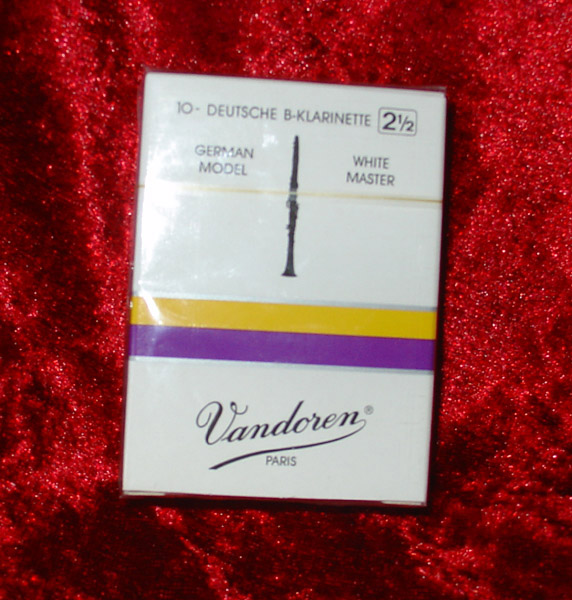 10- DEUTSCHE B-KLARINETTE 2½
GERMAN MODEL
WHITE MASTER
Vandoren®
PARIS